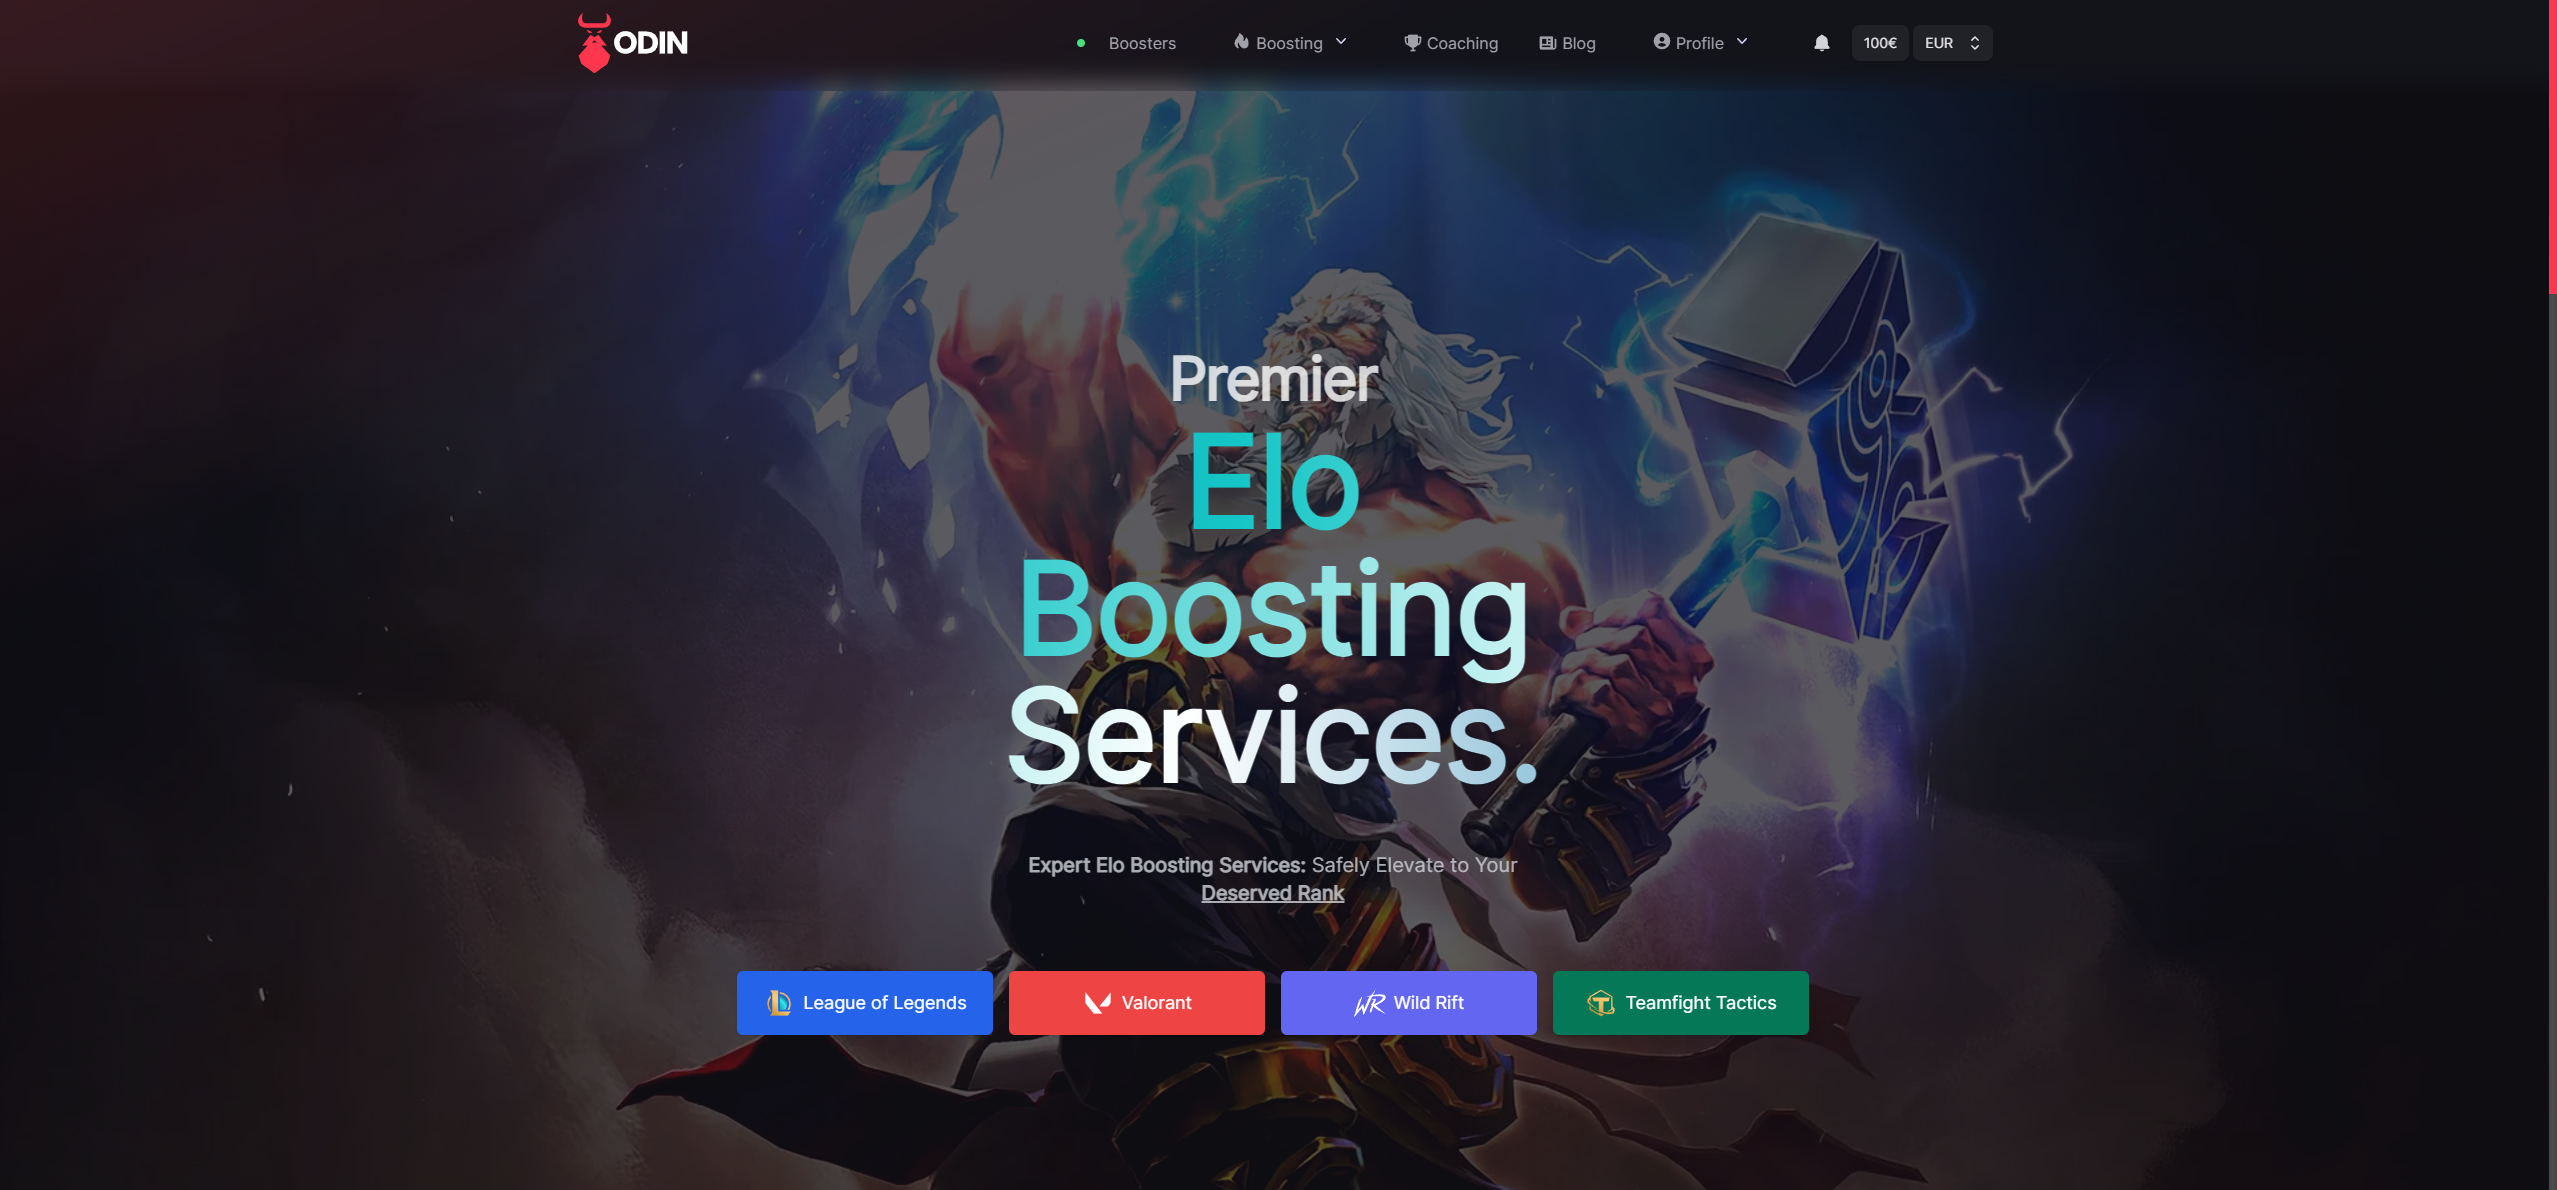 ODIN
Boosters
Boosting
Coaching
Blog
Profile
100€
EUR
Premier
Elo
Boosting
Services.
Expert Elo Boosting Services: Safely Elevate to Your
Deserved Rank
League of Legends
Valorant
WR Wild Rift
Teamfight Tactics